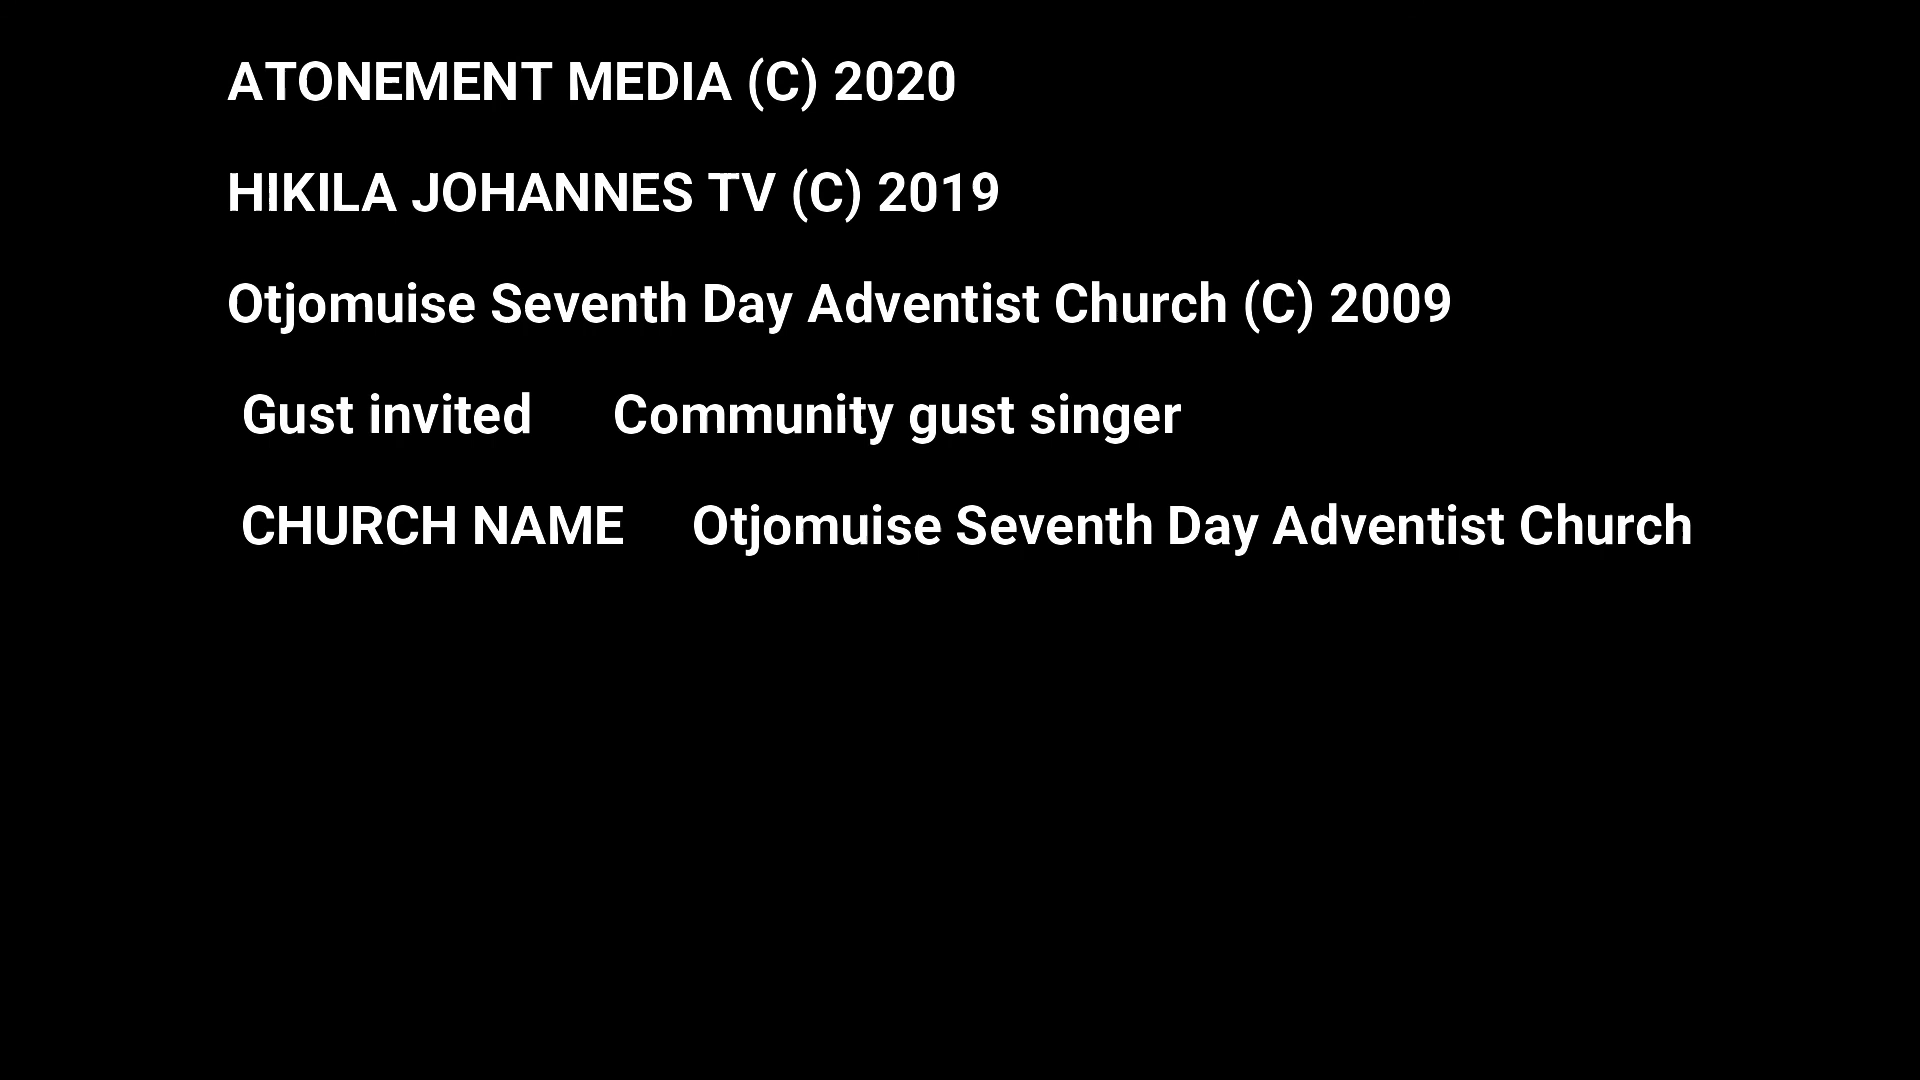 ATONEMENT MEDIA (C) 2020
HIKILA JOHANNES TV (C) 2019
Otjomuise Seventh Day Adventist Church (C) 2009
Gust invited Community gust singer
CHURCH NAME Otjomuise Seventh Day Adventist Church